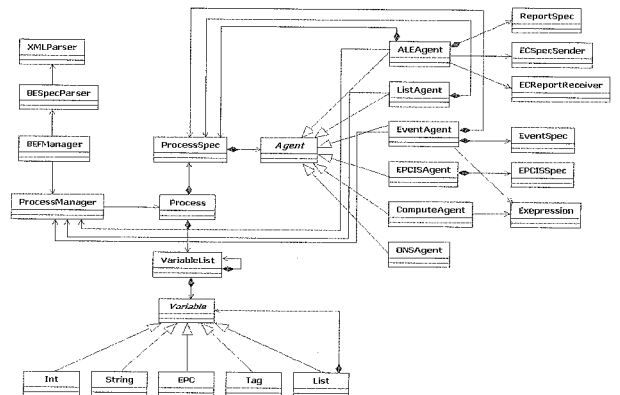 ReportSpec
XMLParser
ALEAgent
ECSpecSender
BESpecParser
ListAgent
ECReportReceiver
BEFManager
ProcessSpec
Agent
EventAgent
EventSpec
EPCISAgent
EPCISSpec
ProcessManager
Process
ComputeAgent
Exepression
ONSAgent
VariableList
Variable
Int
String
EPC
Tag
List